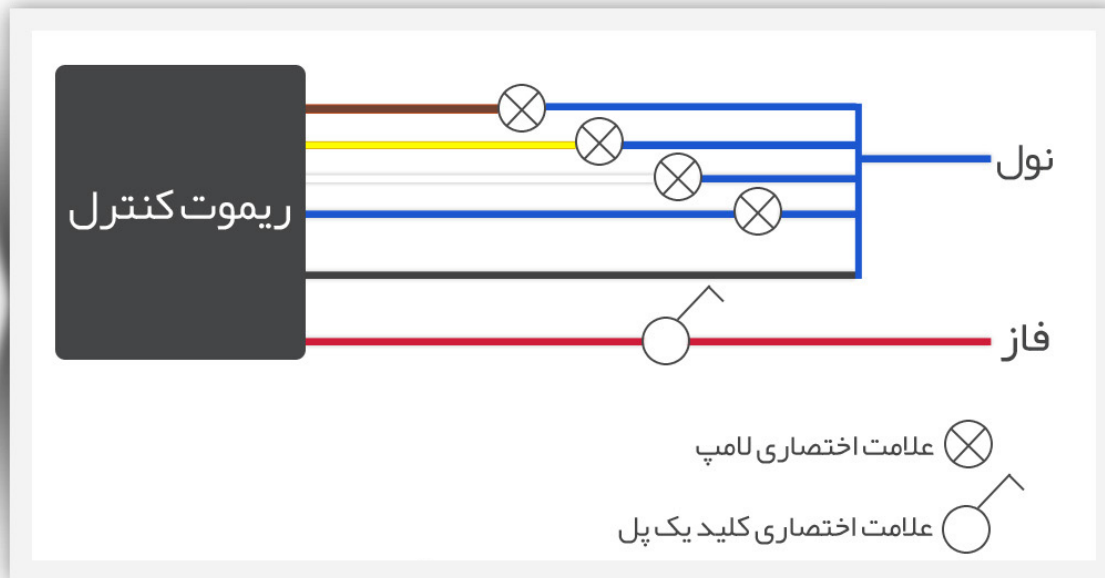 ریموت کنترل
نول
فاز
علامت اختصاری لامپ
علامت اختصاری کلید یک پل